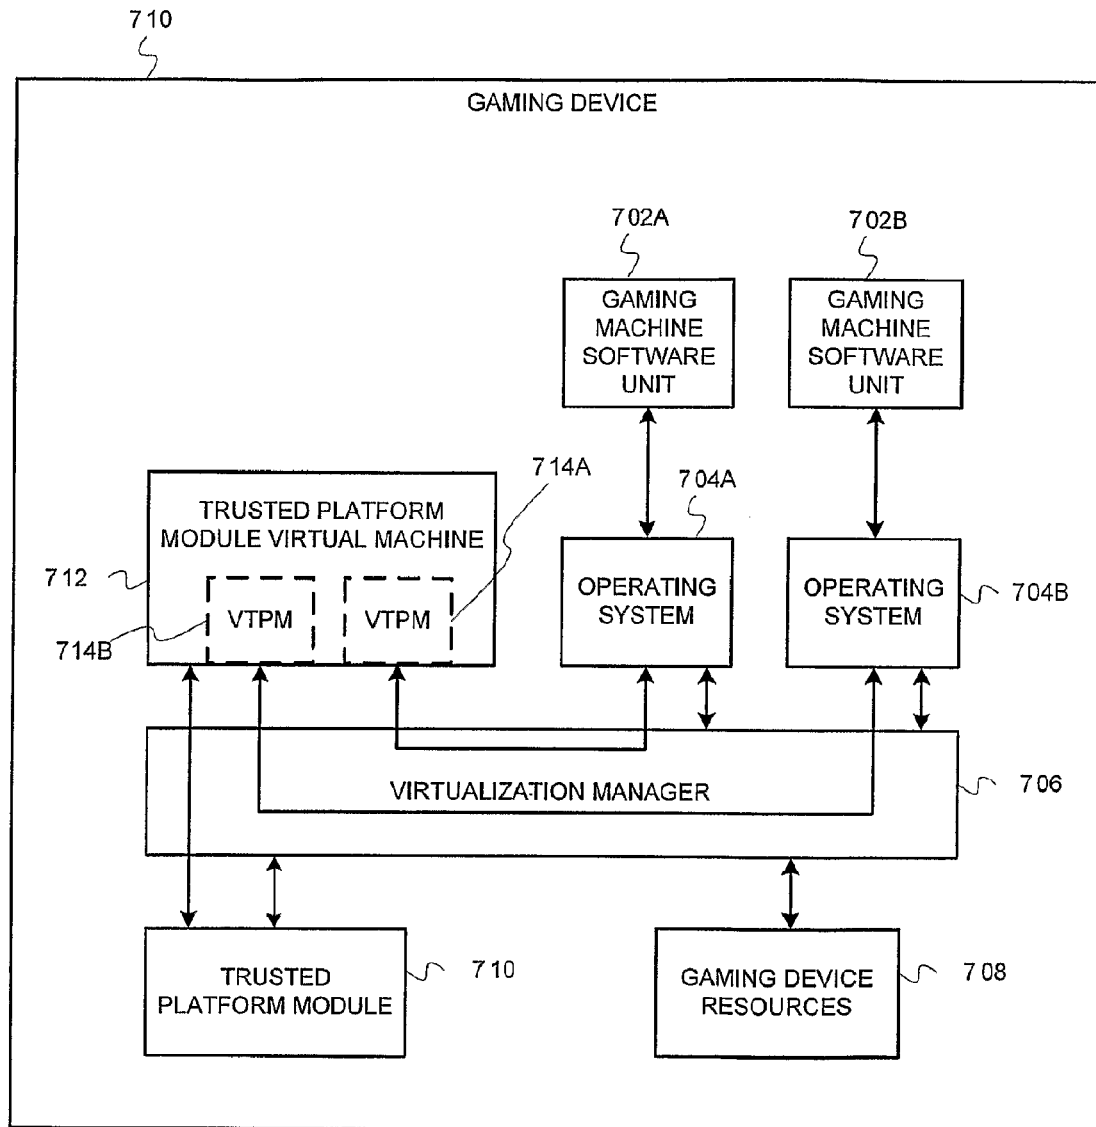 710
GAMING DEVICE
702A
702B
GAMING
MACHINE
SOFTWARE
UNIT
GAMING
MACHINE
SOFTWARE
UNIT
714A
704A
TRUSTED PLATFORM
MODULE VIRTUAL MACHINE
712
VTPM
VTPM
714B
OPERATING
SYSTEM
OPERATING
SYSTEM
704B
VIRTUALIZATION MANAGER
706
TRUSTED
PLATFORM MODULE
710
GAMING DEVICE
RESOURCES
708